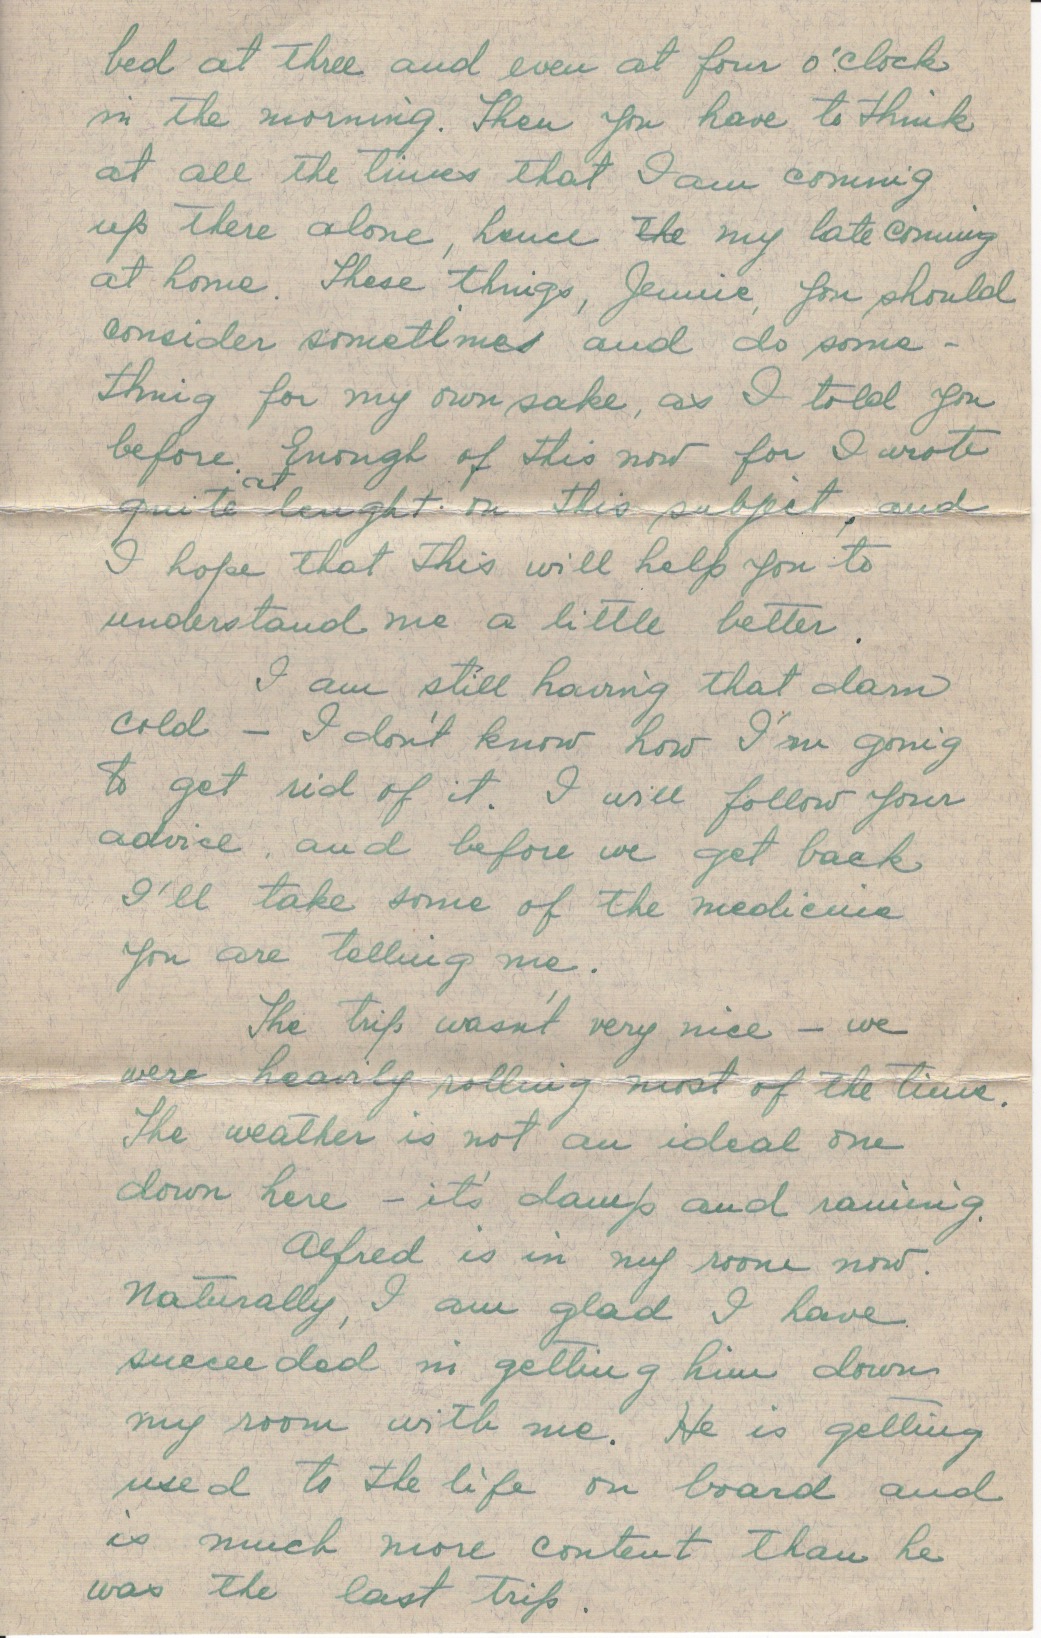 bed at three and even at four o'clock
in the morning. Then you have to think
at all the times that I am coming
up there alone, hence the my late coming
at home. These things, Jennie, you should
consider sometimes and do some-
thing for my own sake, as I told you
before. Enough of this now for I wrote
quite at lenght on this subject, and
I hope that this will help you to
understand me a little better.
I am still having that darn
cold – I don't know how I'm going
to get rid of it. I will follow your
advice, and before we get back
I'll take some of the medicine
you are telling me.
The trip wasn't very nice – we
were heavily rolling most of the time.
The weather is not an ideal one
down here – it's damp and raining.
Alfred is in my room now.
Naturally, I am glad I have
succeeded in getting him down
my room with me. He is getting
used to the life on board and
is much more content than he
was the last trip.